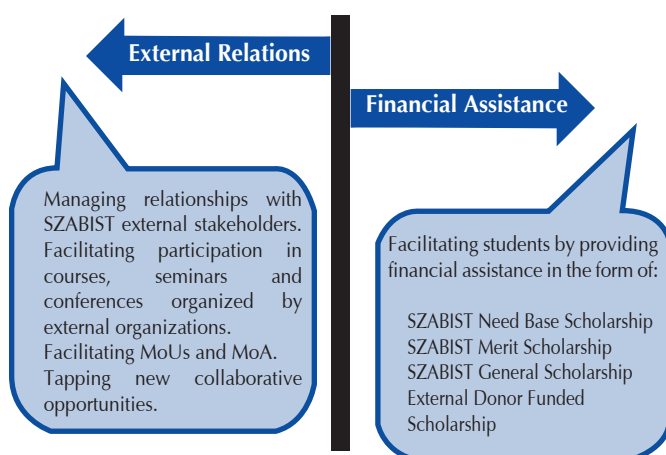 External Relations
Managing relationships with
SZABIST external stakeholders.
Facilitating participation in
courses, seminars and
conferences organized by
external organizations.
Facilitating MoUs and MoA.
Tapping new collaborative
opportunities.
Financial Assistance
Facilitating students by providing
financial assistance in the form of:
SZABIST Need Base Scholarship
SZABIST Merit Scholarship
SZABIST General Scholarship
External Donor Funded
Scholarship